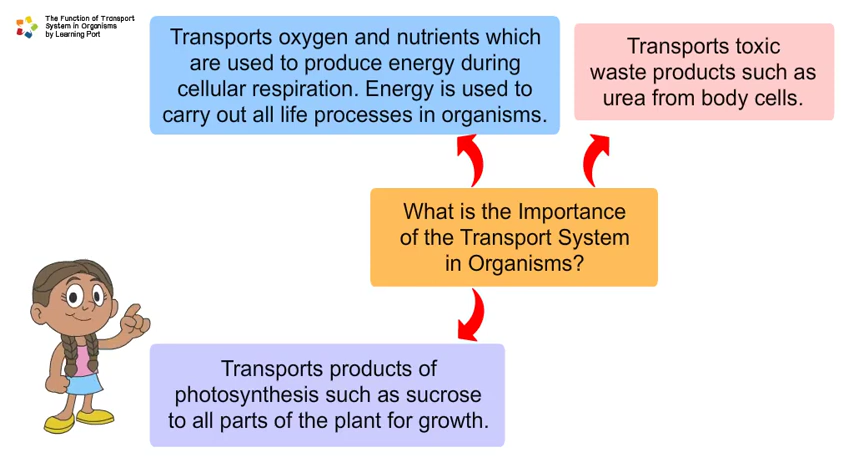 The Function of Transport
System in Organisms
by Learning Port
Transports oxygen and nutrients which
are used to produce energy during
cellular respiration. Energy is used to
carry out all life processes in organisms.
Transports toxic
waste products such as
urea from body cells.
What is the Importance
of the Transport System
in Organisms?
Transports products of
photosynthesis such as sucrose
to all parts of the plant for growth.